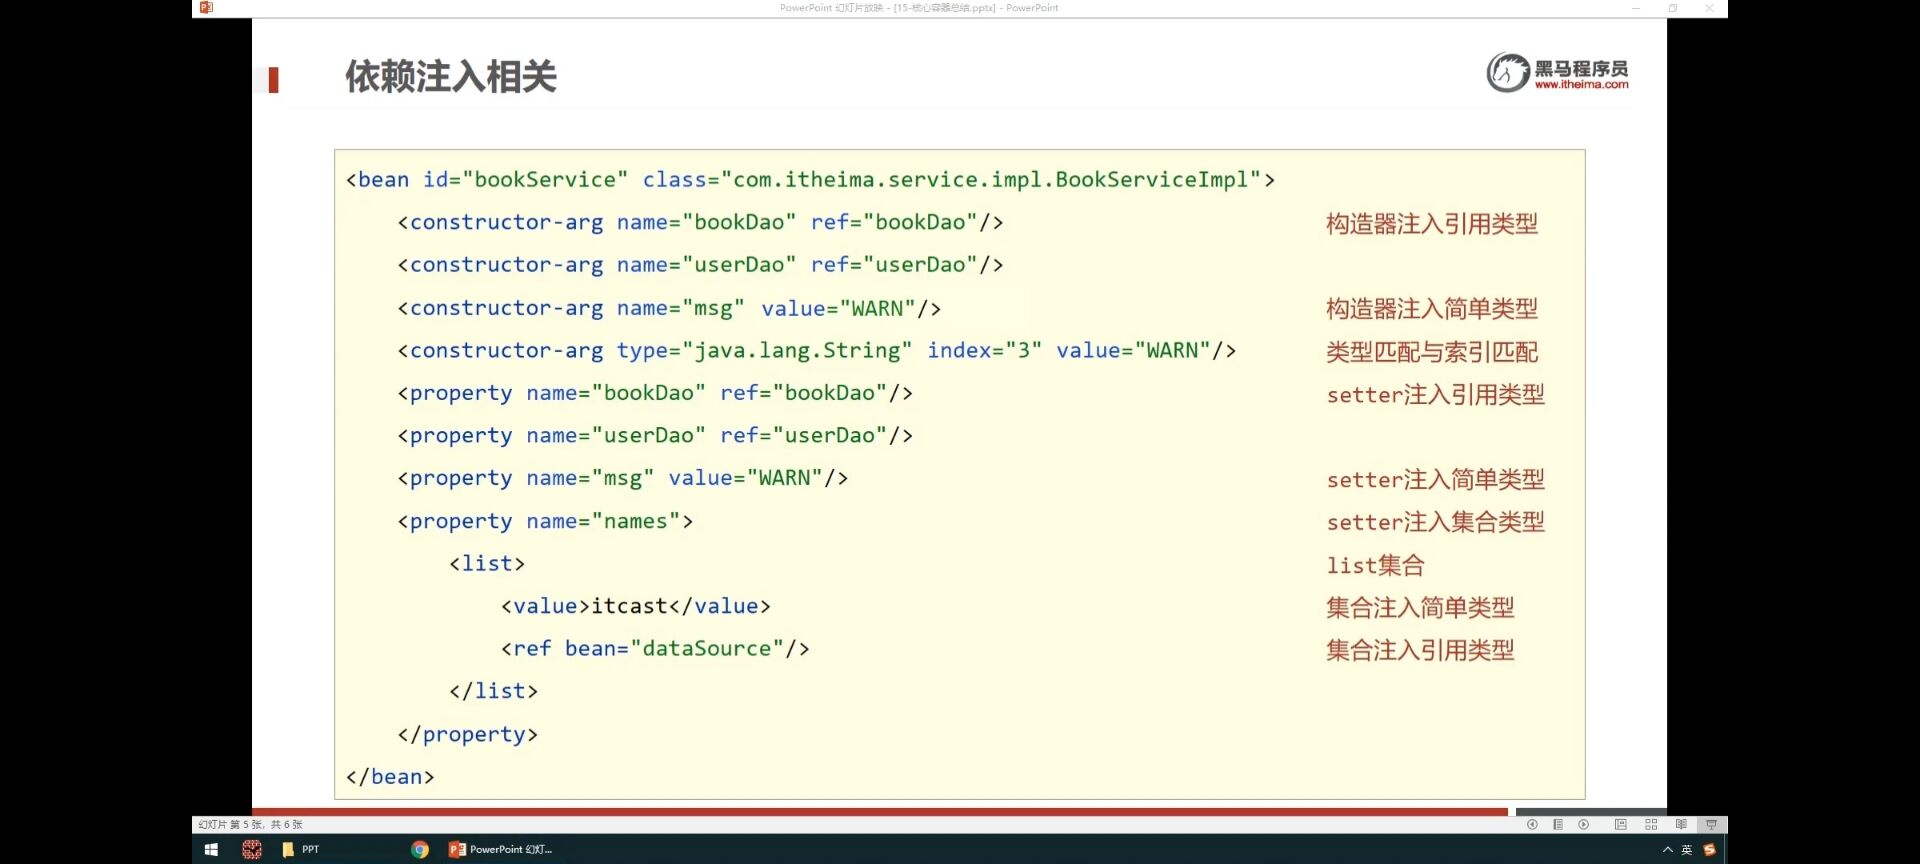 PowerPoint 幻灯片放映 - [15-核心容器总结.pptx] - PowerPoint
依赖注入相关
黑马程序员
www.itheima.com
<bean id="bookService" class="com.itheima.service.impl.BookServiceImpl">
<constructor-arg name="bookDao" ref="bookDao"/> 构造器注入引用类型
<constructor-arg name="userDao" ref="userDao"/>
<constructor-arg name="msg" value="WARN"/> 构造器注入简单类型
<constructor-arg type="java.lang.String" index="3" value="WARN"/> 类型匹配与索引匹配
<property name="bookDao" ref="bookDao"/> setter注入引用类型
<property name="userDao" ref="userDao"/>
<property name="msg" value="WARN"/> setter注入简单类型
<property name="names"> setter注入集合类型
<list> list集合
<value>itcast</value> 集合注入简单类型
<ref bean="dataSource"/> 集合注入引用类型
</list>
</property>
</bean>
幻灯片 第 5 张，共 6 张
PPT
PowerPoint 幻灯...
英